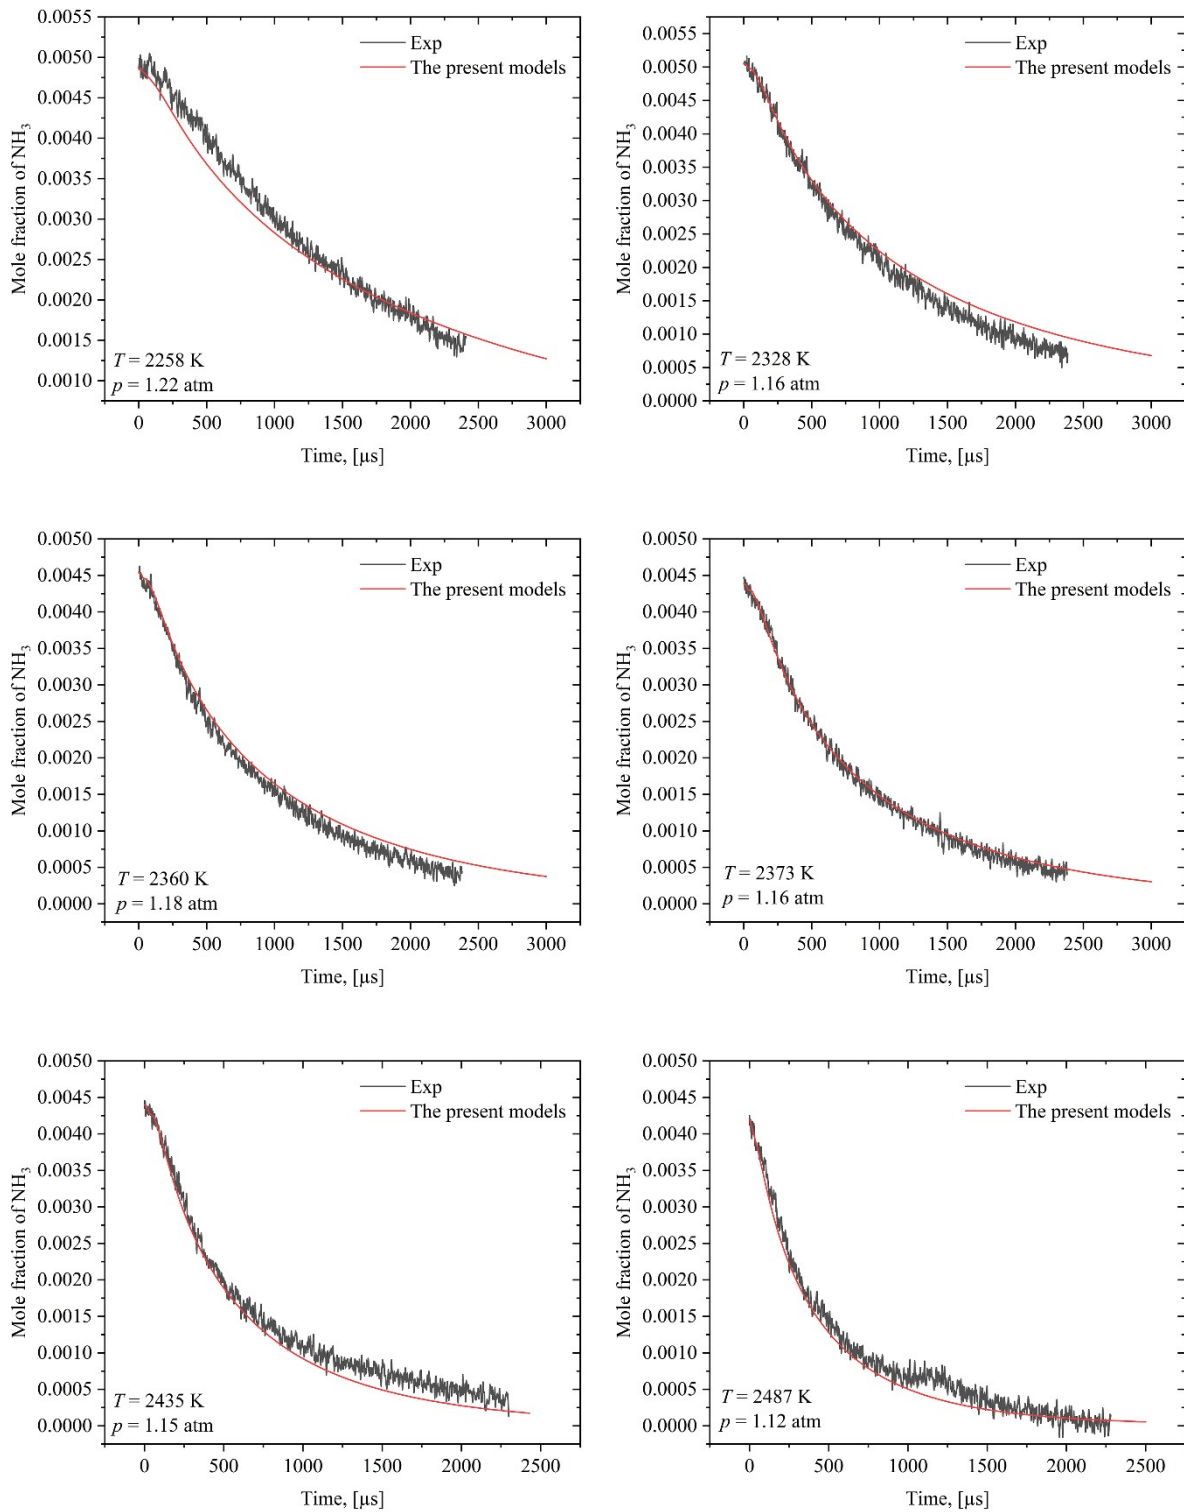 0.0055
0.0050
0.0045
0.0040
0.0035
0.0030
0.0025
0.0020
0.0015
0.0010
Mole fraction of NH₃
Exp
The present models
T = 2258 K
p = 1.22 atm
0 500 1000 1500 2000 2500 3000
Time, [µs]
0.0055
0.0050
0.0045
0.0040
0.0035
0.0030
0.0025
0.0020
0.0015
0.0010
0.0005
0.0000
Mole fraction of NH₃
Exp
The present models
T = 2328 K
p = 1.16 atm
0 500 1000 1500 2000 2500 3000
Time, [µs]
0.0050
0.0045
0.0040
0.0035
0.0030
0.0025
0.0020
0.0015
0.0010
0.0005
0.0000
Mole fraction of NH₃
Exp
The present models
T = 2360 K
p = 1.18 atm
0 500 1000 1500 2000 2500 3000
Time, [µs]
0.0050
0.0045
0.0040
0.0035
0.0030
0.0025
0.0020
0.0015
0.0010
0.0005
0.0000
Mole fraction of NH₃
Exp
The present models
T = 2373 K
p = 1.16 atm
0 500 1000 1500 2000 2500 3000
Time, [µs]
0.0050
0.0045
0.0040
0.0035
0.0030
0.0025
0.0020
0.0015
0.0010
0.0005
0.0000
Mole fraction of NH₃
Exp
The present models
T = 2435 K
p = 1.15 atm
0 500 1000 1500 2000 2500
Time, [µs]
0.0050
0.0045
0.0040
0.0035
0.0030
0.0025
0.0020
0.0015
0.0010
0.0005
0.0000
Mole fraction of NH₃
Exp
The present models
T = 2487 K
p = 1.12 atm
0 500 1000 1500 2000 2500
Time, [µs]